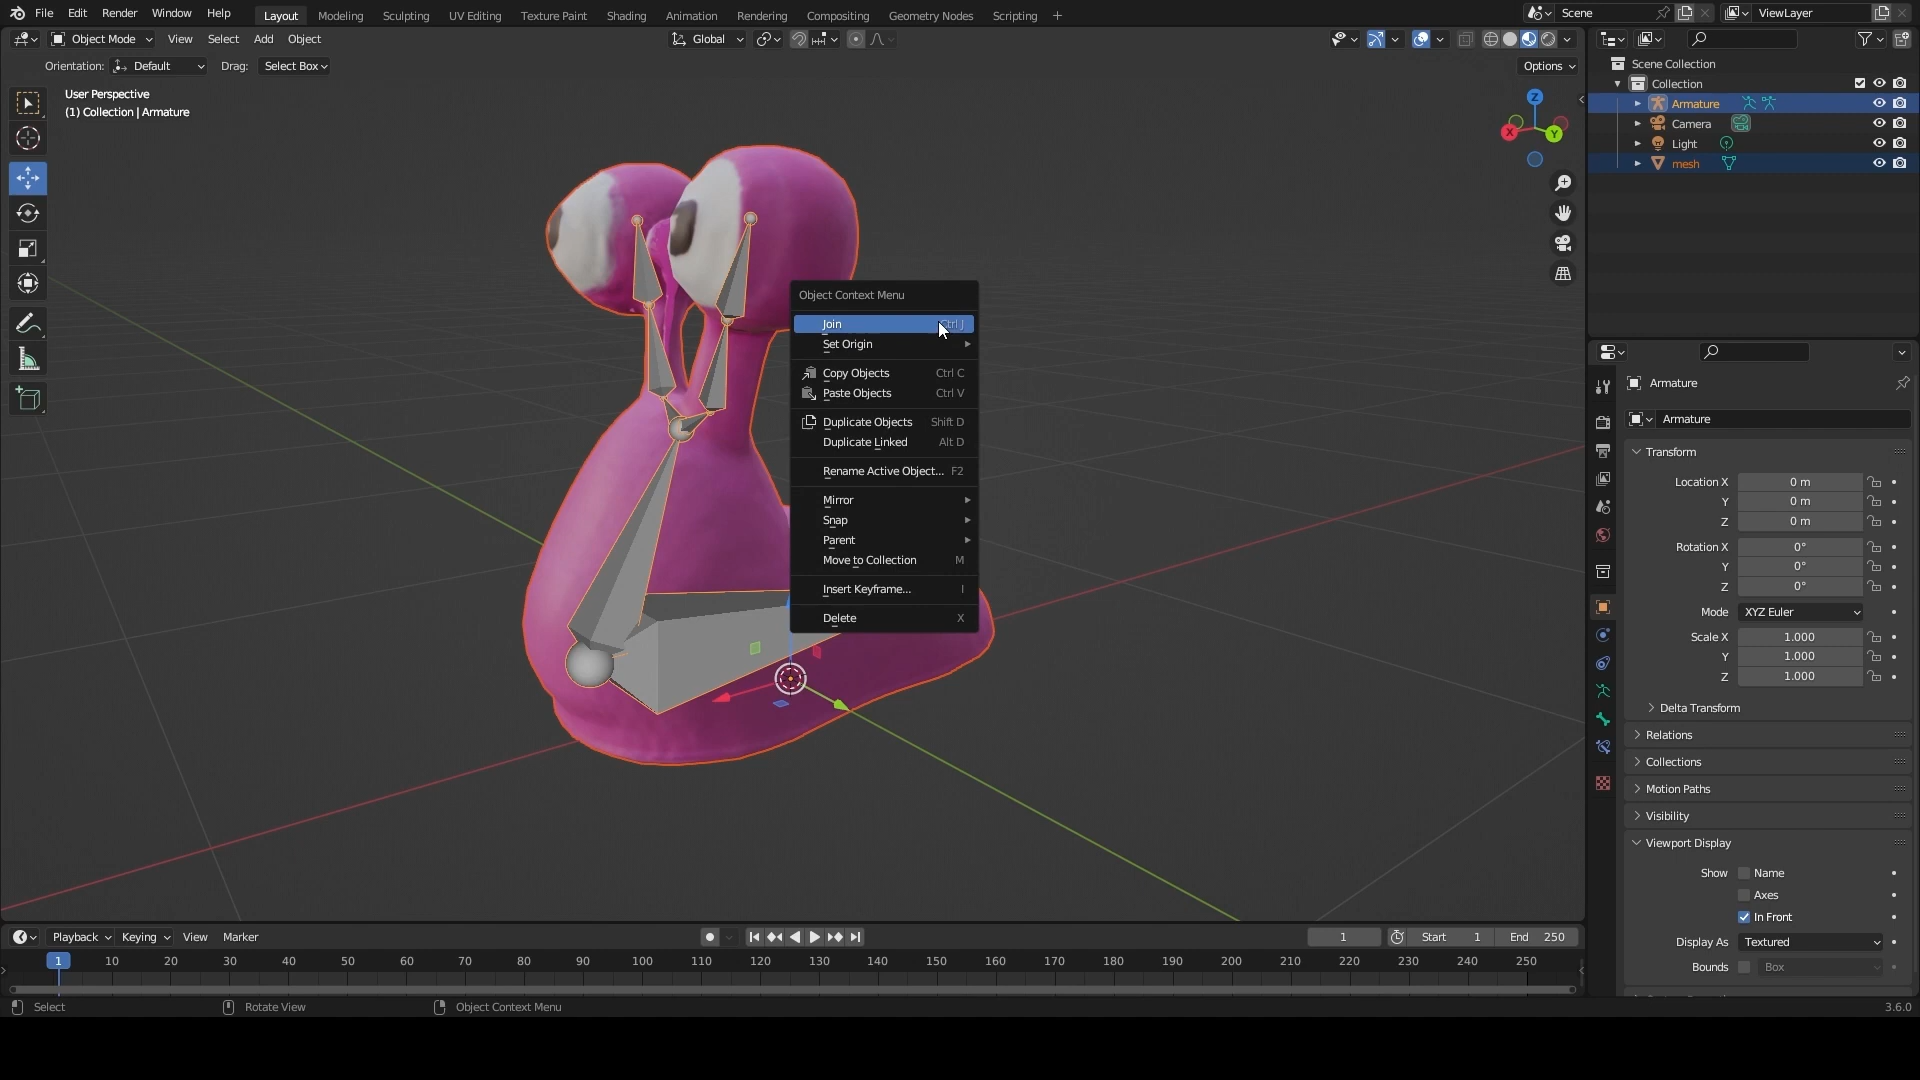 File Edit Render Window Help Layout Modeling Sculpting UV Editing Texture Paint Shading Animation Rendering Compositing Geometry Nodes Scripting + Scene ViewLayer
Object Mode View Select Add Object Global
Orientation: Default Drag: Select Box Options
User Perspective
(1) Collection | Armature
Z
X
Y
Object Context Menu
Join Ctrl J
Set Origin
Copy Objects Ctrl C
Paste Objects Ctrl V
Duplicate Objects Shift D
Duplicate Linked Alt D
Rename Active Object... F2
Mirror
Snap
Parent
Move to Collection M
Insert Keyframe... I
Delete X
Scene Collection
Collection
Armature
Camera
Light
mesh
Armature
Armature
Transform
Location X 0 m
Y 0 m
Z 0 m
Rotation X 0°
Y 0°
Z 0°
Mode XYZ Euler
Scale X 1.000
Y 1.000
Z 1.000
Delta Transform
Relations
Collections
Motion Paths
Visibility
Viewport Display
Show Name
Axes
In Front
Display As Textured
Bounds Box
Playback Keying View Marker 1 Start 1 End 250
1 10 20 30 40 50 60 70 80 90 100 110 120 130 140 150 160 170 180 190 200 210 220 230 240 250
Select Rotate View Object Context Menu 3.6.0